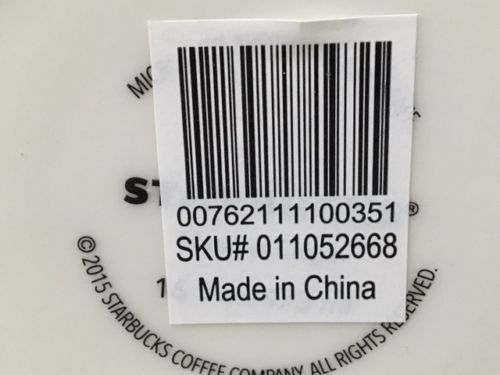 00762111100351
SKU# 011052668
Made in China
© 2015 STARBUCKS COFFEE COMPANY. ALL RIGHTS RESERVED.